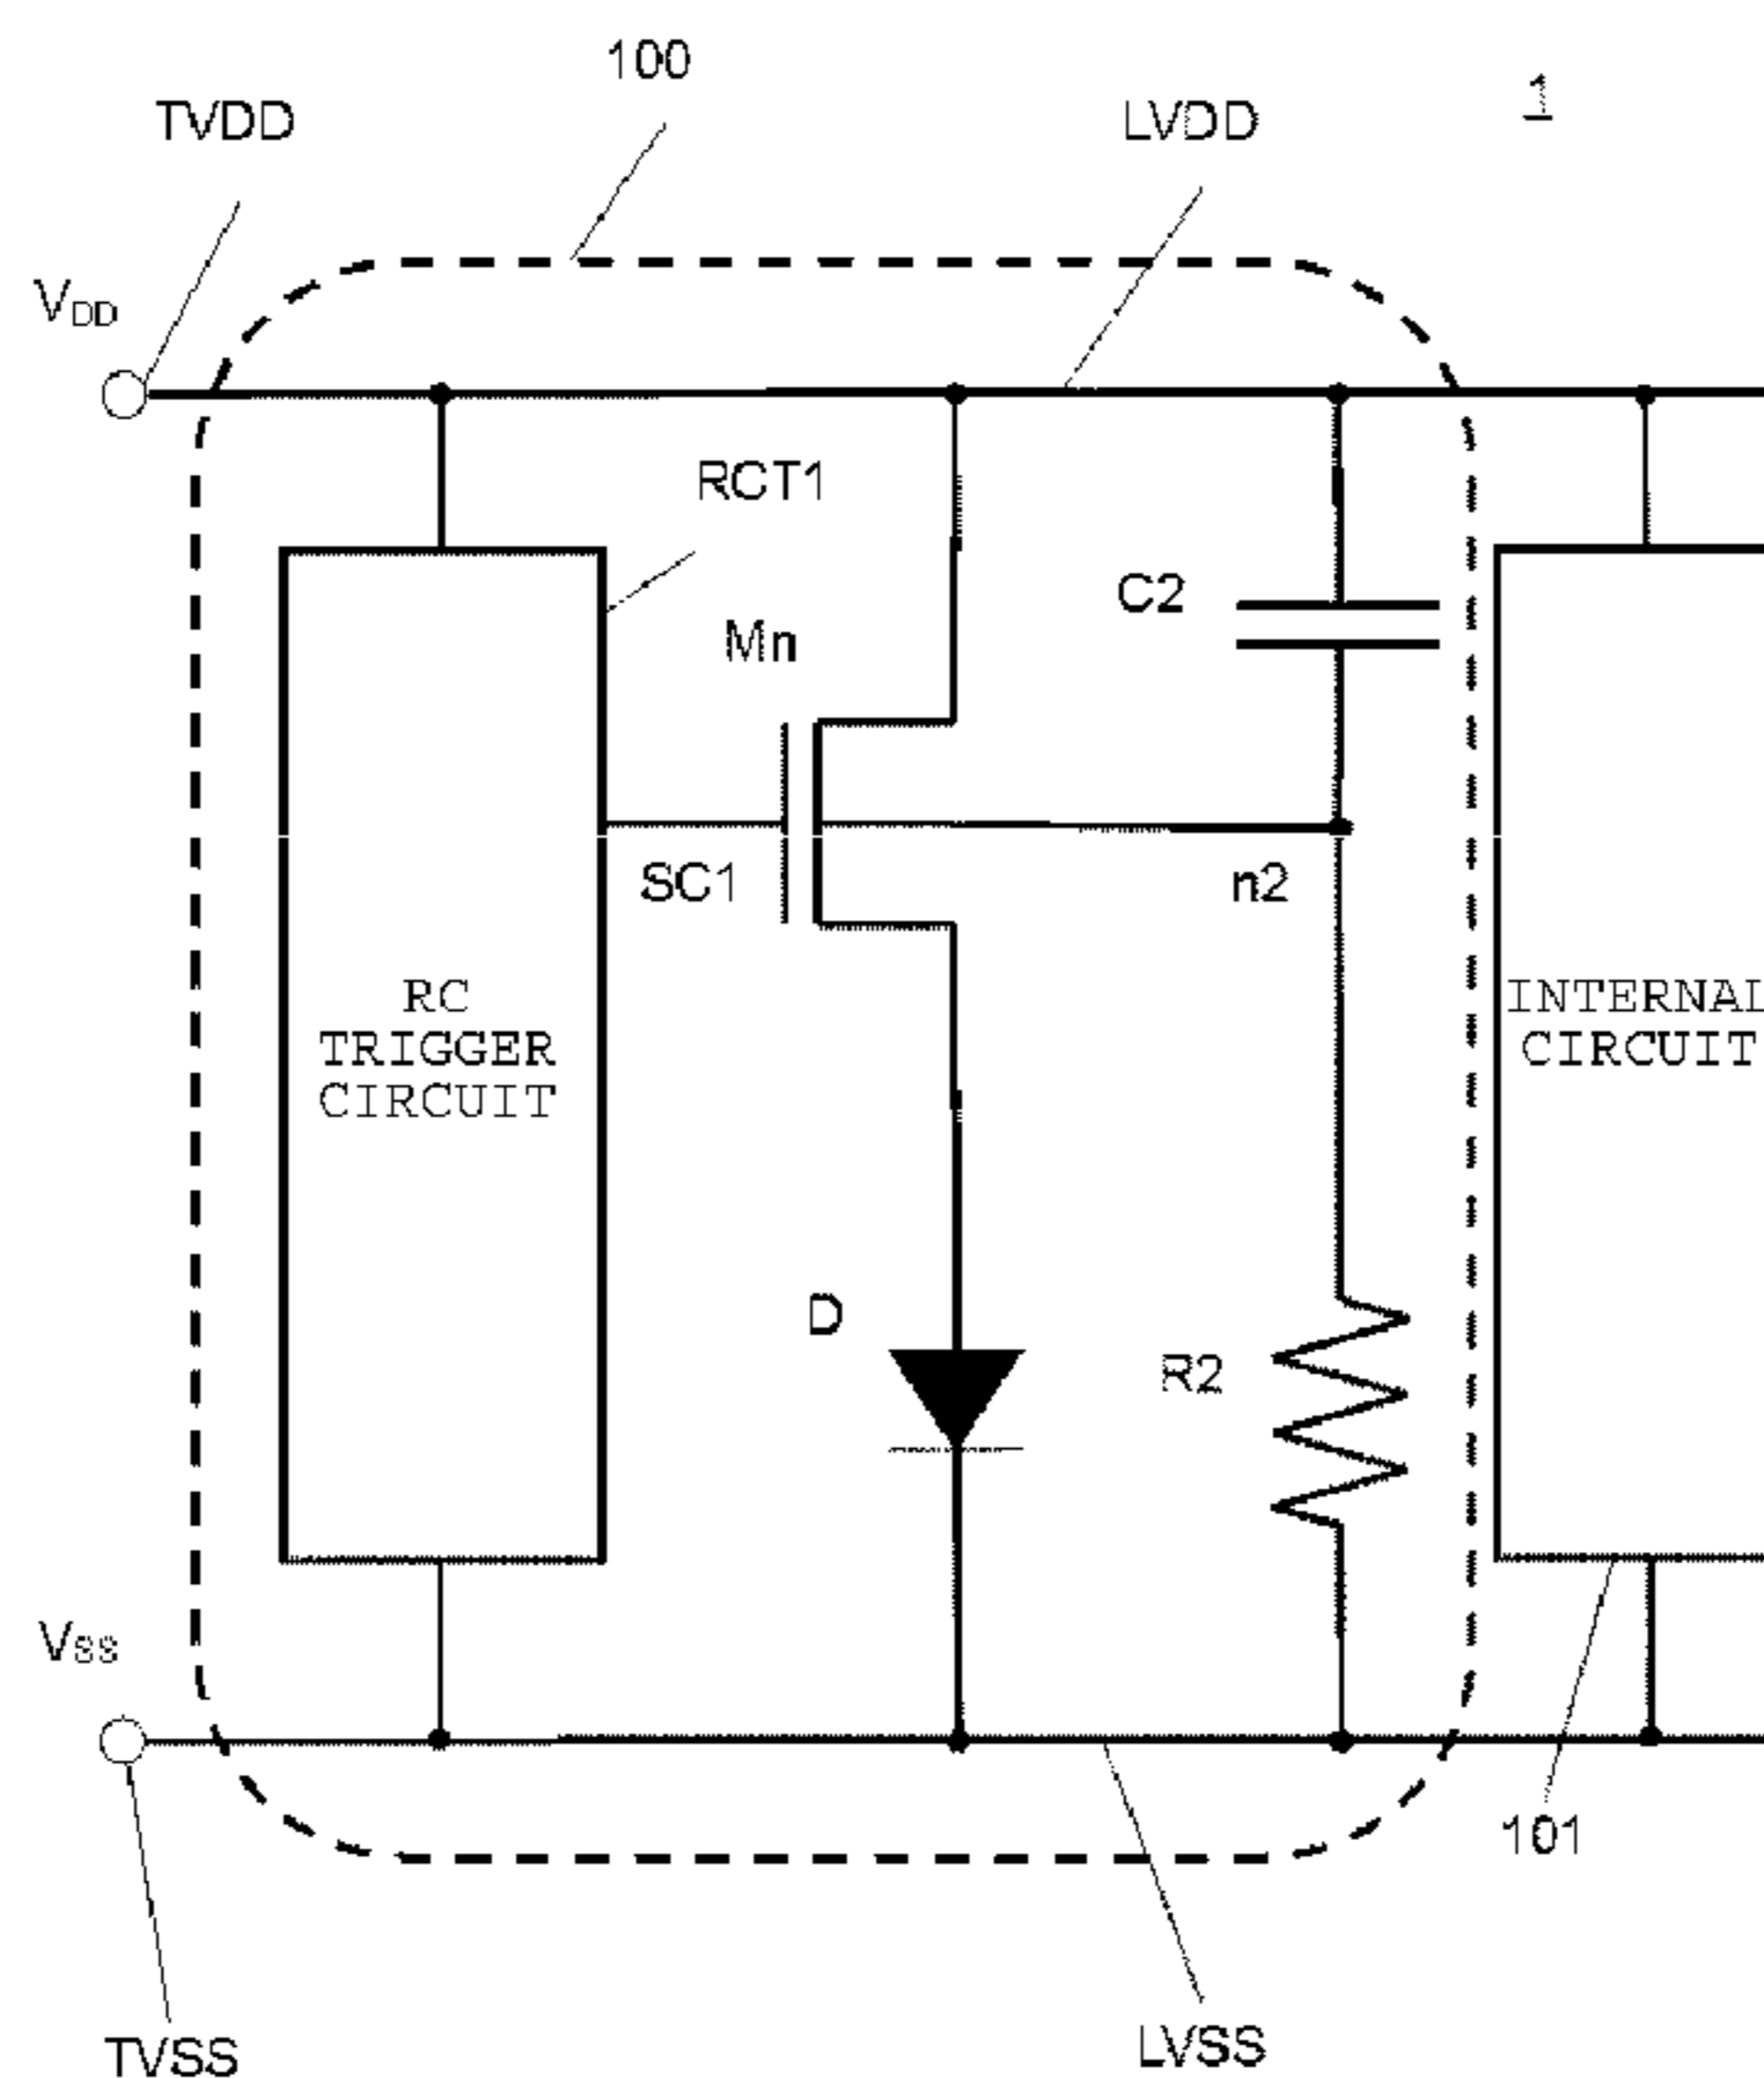 100
1
TVDD
LVDD
VDD
RCT1
C2
Mn
SC1
n2
RC
TRIGGER
CIRCUIT
INTERNAL
CIRCUIT
D
R2
VSS
101
TVSS
LVSS